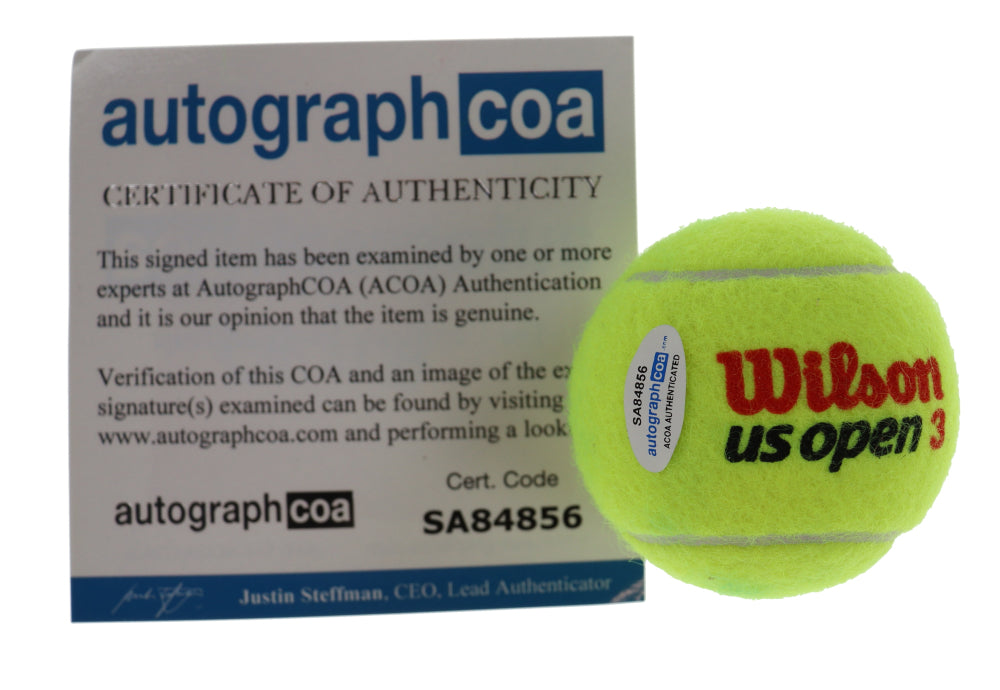 autograph coa
CERTIFICATE OF AUTHENTICITY
This signed item has been examined by one or more
experts at AutographCOA (ACOA) Authentication
and it is our opinion that the item is genuine.
Verification of this COA and an image of the
signature(s) examined can be found by visiting
www.autographcoa.com and performing a look
autograph coa
Cert. Code
SA84856
Justin Steffman, CEO, Lead Authenticator
SA84856
autograph coa .com
ACOA AUTHENTICATED
Wilson
us open 3